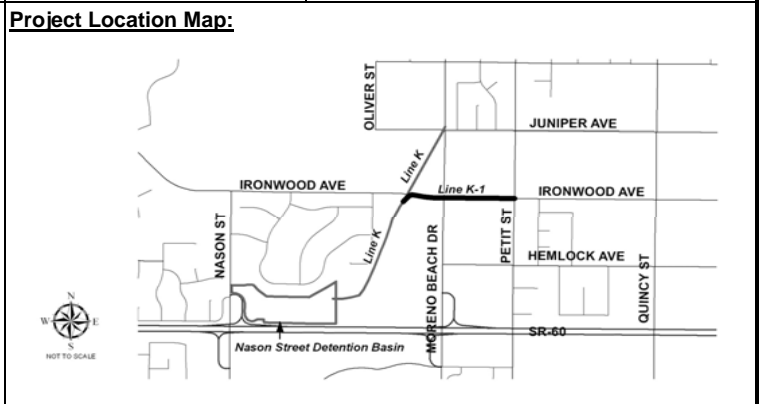 Project Location Map:
OLIVER ST
JUNIPER AVE
Line K
IRONWOOD AVE
Line K-1
IRONWOOD AVE
NASON ST
Line K
MORENO BEACH DR
PETIT ST
HEMLOCK AVE
QUINCY ST
N
W
E
S
NOT TO SCALE
SR-60
Nason Street Detention Basin